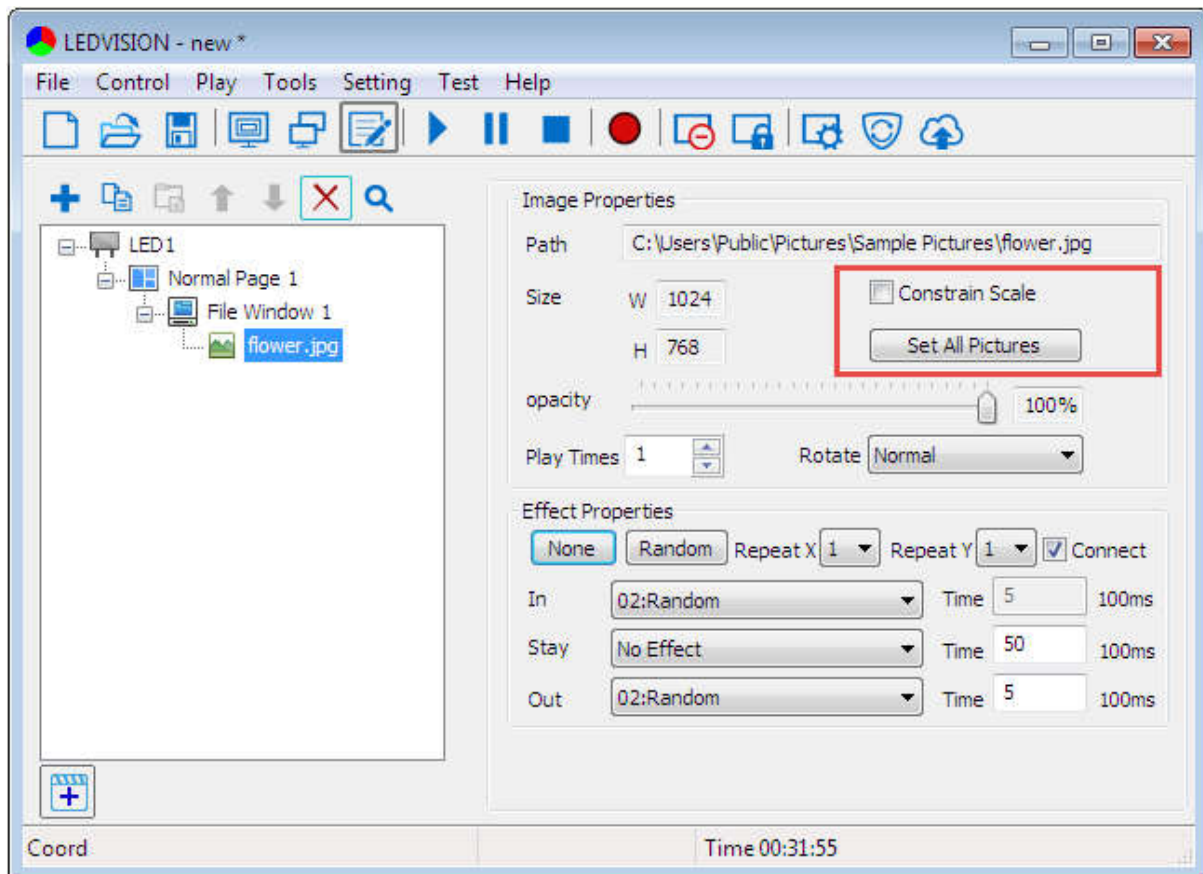 LEDVISION - new *
File Control Play Tools Setting Test Help
LED1
Normal Page 1
File Window 1
flower.jpg
Image Properties
Path C:\Users\Public\Pictures\Sample Pictures\flower.jpg
Size W 1024 Constrain Scale
H 768 Set All Pictures
opacity 100%
Play Times 1 Rotate Normal
Effect Properties
None Random Repeat X 1 Repeat Y 1 Connect
In 02:Random Time 5 100ms
Stay No Effect Time 50 100ms
Out 02:Random Time 5 100ms
Coord Time 00:31:55